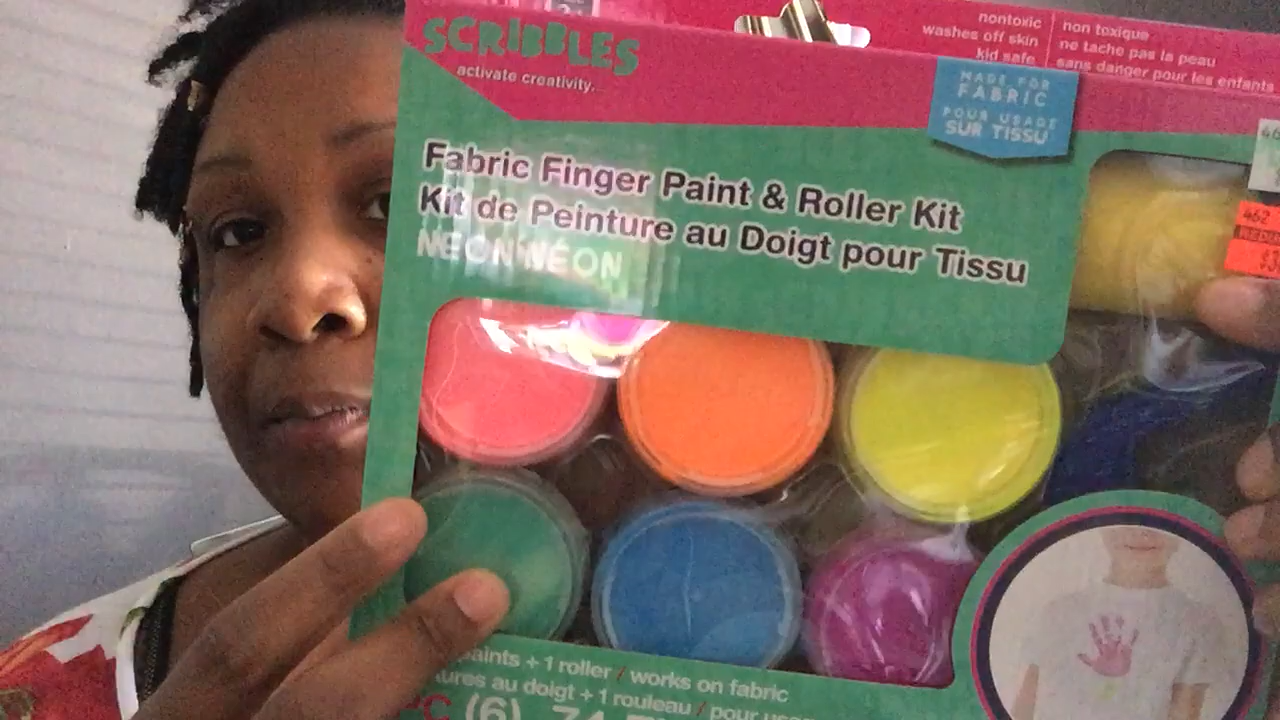 SCRIBBLES
activate creativity...
nontoxic
washes off skin
kid safe
non toxique
ne tache pas la peau
sans danger pour les enfants
MADE FOR
FABRIC
POUR USAGE
SUR TISSU
Fabric Finger Paint & Roller Kit
Kit de Peinture au Doigt pour Tissu
NEON NÉON
462
paints + 1 roller / works on fabric
au doigt + 1 rouleau / pour
(6)